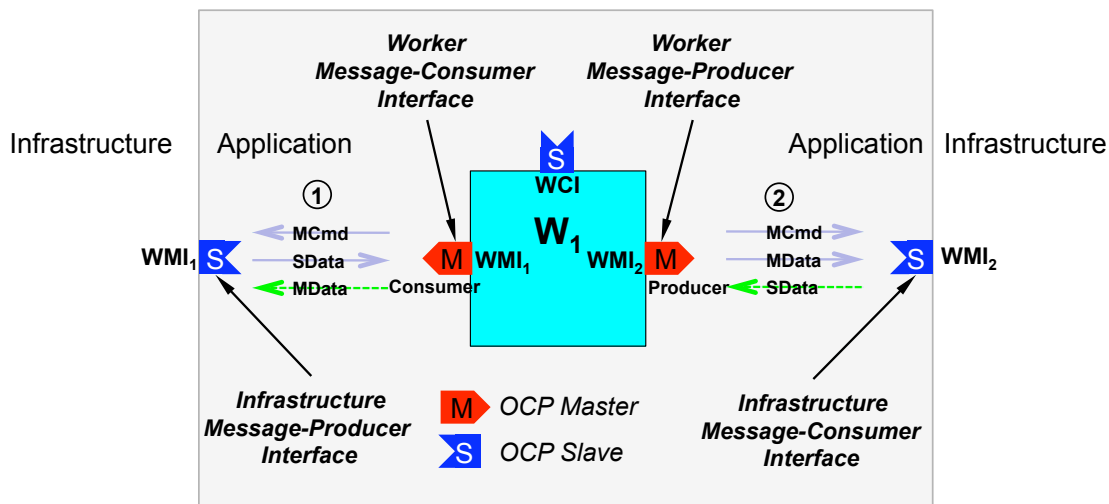 Worker
Message-Consumer
Interface
Worker
Message-Producer
Interface
Infrastructure
Application
Application
Infrastructure
S
WCI
1
2
W1
MCmd
SData
MData
WMI1
S
M
Consumer
WMI1
WMI2
M
Producer
MCmd
MData
SData
S
WMI2
Infrastructure
Message-Producer
Interface
M OCP Master
S OCP Slave
Infrastructure
Message-Consumer
Interface